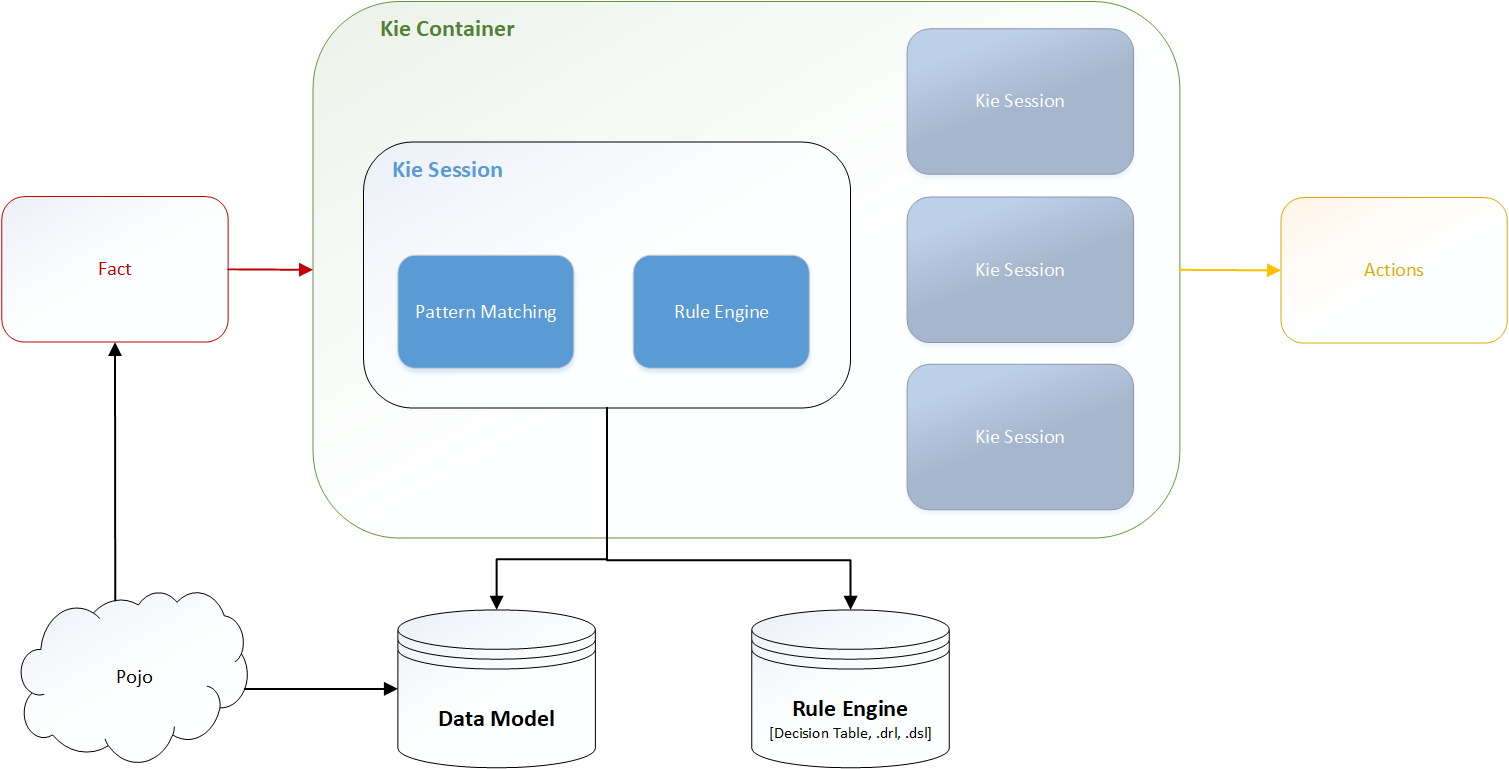 Kie Container
Kie Session
Kie Session
Fact
Pattern Matching
Rule Engine
Kie Session
Actions
Kie Session
Pojo
Data Model
Rule Engine
[Decision Table, .drl, .dsl]